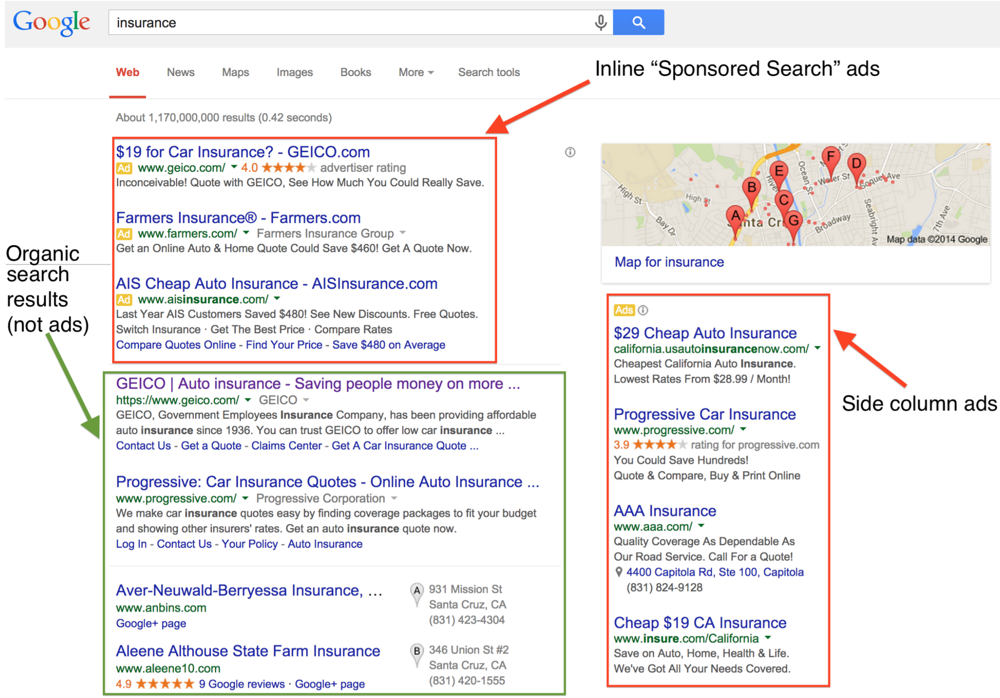 Google
insurance
Web News Maps Images Books More Search tools
Inline “Sponsored Search” ads
About 1,170,000,000 results (0.42 seconds)
$19 for Car Insurance? - GEICO.com
Ad www.geico.com/ 4.0 advertiser rating
Inconceivable! Quote with GEICO, See How Much You Could Really Save.
Farmers Insurance® - Farmers.com
Ad www.farmers.com/ Farmers Insurance Group
Get an Online Auto & Home Quote Could Save $460! Get A Quote Now.
AIS Cheap Auto Insurance - AISInsurance.com
Ad www.aisinsurance.com/
Last Year AIS Customers Saved $480! See New Discounts. Free Quotes.
Switch Insurance · Get The Best Price · Compare Rates
Compare Quotes Online - Find Your Price - Save $480 on Average
Organic
search
results
(not ads)
GEICO | Auto insurance - Saving people money on more ...
https://www.geico.com/ GEICO
GEICO, Government Employees Insurance Company, has been providing affordable
auto insurance since 1936. You can trust GEICO to offer low car insurance ...
Contact Us - Get a Quote - Claims Center - Get A Car Insurance Quote ...
Progressive: Car Insurance Quotes - Online Auto Insurance ...
www.progressive.com/ Progressive Corporation
We make car insurance quotes easy by finding coverage packages to fit your budget
and showing other insurers' rates. Get an auto insurance quote now.
Log In - Contact Us - Your Policy - Auto Insurance
Aver-Neuwald-Berryessa Insurance, ...
www.anbins.com
Google+ page
A 931 Mission St
Santa Cruz, CA
(831) 423-4304
Aleene Althouse State Farm Insurance
www.aleene10.com
4.9 9 Google reviews · Google+ page
B 346 Union St #2
Santa Cruz, CA
(831) 420-1555
F
D
E
B
C
A
G
High St
High St
Bay Dr
River
Ocean St
Water St
Soquel Ave
Seabright Av
Broadway
7th Ave
Map data ©2014 Google
Map for insurance
Ads
$29 Cheap Auto Insurance
california.usautoinsurancenow.com/
Cheapest California Auto Insurance.
Lowest Rates From $28.99 / Month!
Progressive Car Insurance
www.progressive.com/
3.9 rating for progressive.com
You Could Save Hundreds!
Quote & Compare, Buy & Print Online
AAA Insurance
www.aaa.com/
Quality Coverage As Dependable As
Our Road Service. Call For a Quote!
4400 Capitola Rd, Ste 100, Capitola
(831) 824-9128
Cheap $19 CA Insurance
www.insure.com/California
Save on Auto, Home, Health & Life.
We've Got All Your Needs Covered.
Side column ads